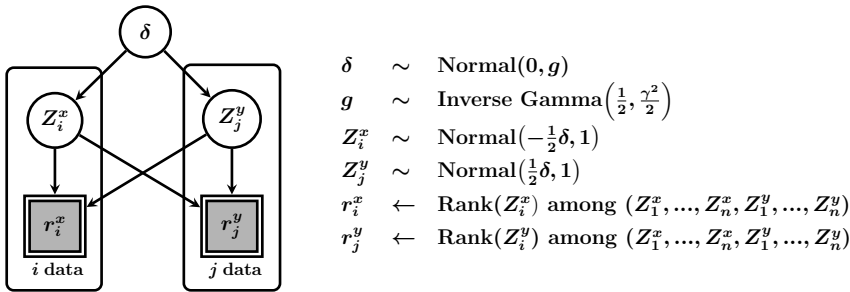 δ
Z_i^x
Z_j^y
r_i^x
r_j^y
i data
j data
δ ∼ Normal(0, g)
g ∼ Inverse Gamma(1/2, γ²/2)
Z_i^x ∼ Normal(−1/2 δ, 1)
Z_j^y ∼ Normal(1/2 δ, 1)
r_i^x ← Rank(Z_i^x) among (Z_1^x, ..., Z_n^x, Z_1^y, ..., Z_n^y)
r_j^y ← Rank(Z_i^y) among (Z_1^x, ..., Z_n^x, Z_1^y, ..., Z_n^y)